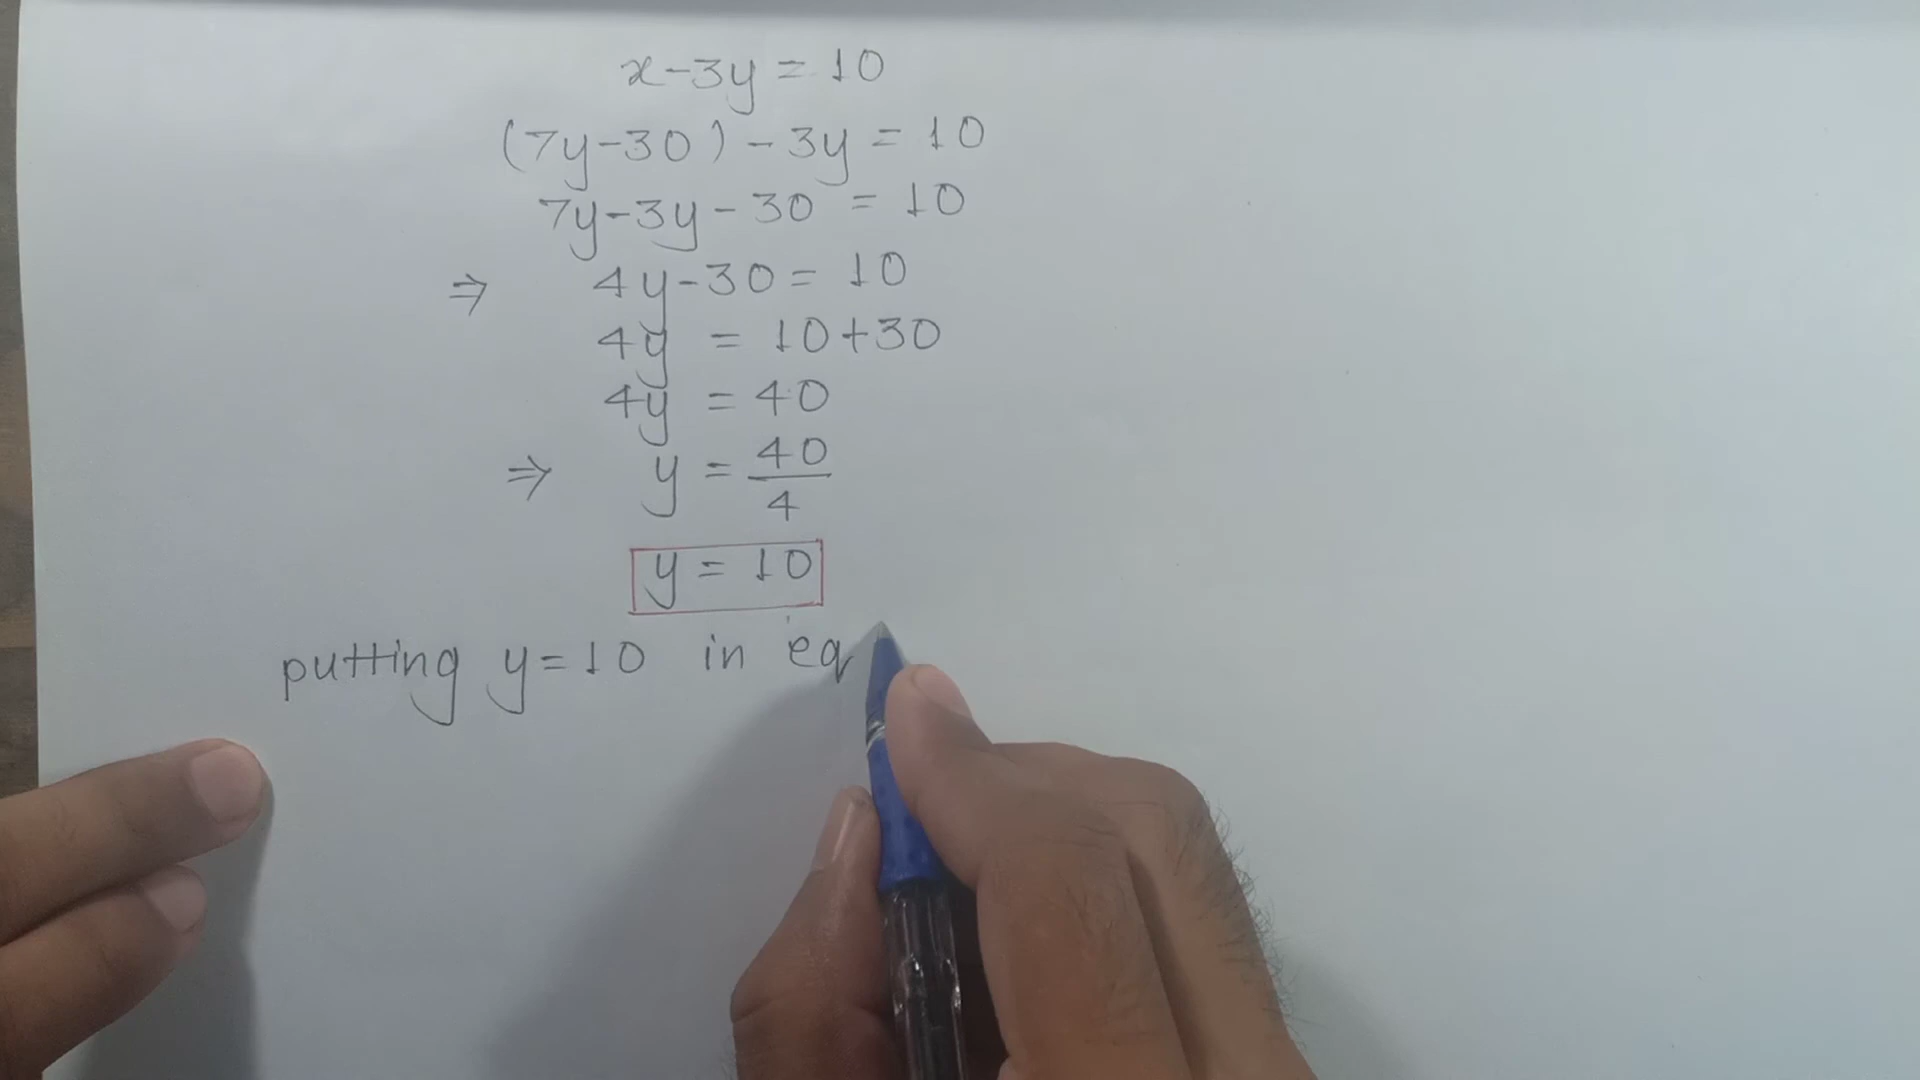 x-3y = 10
(7y-30) - 3y = 10
7y-3y-30 = 10
⇒ 4y-30 = 10
4y = 10+30
4y = 40
⇒ y = 40/4
y = 10
putting y=10 in eq